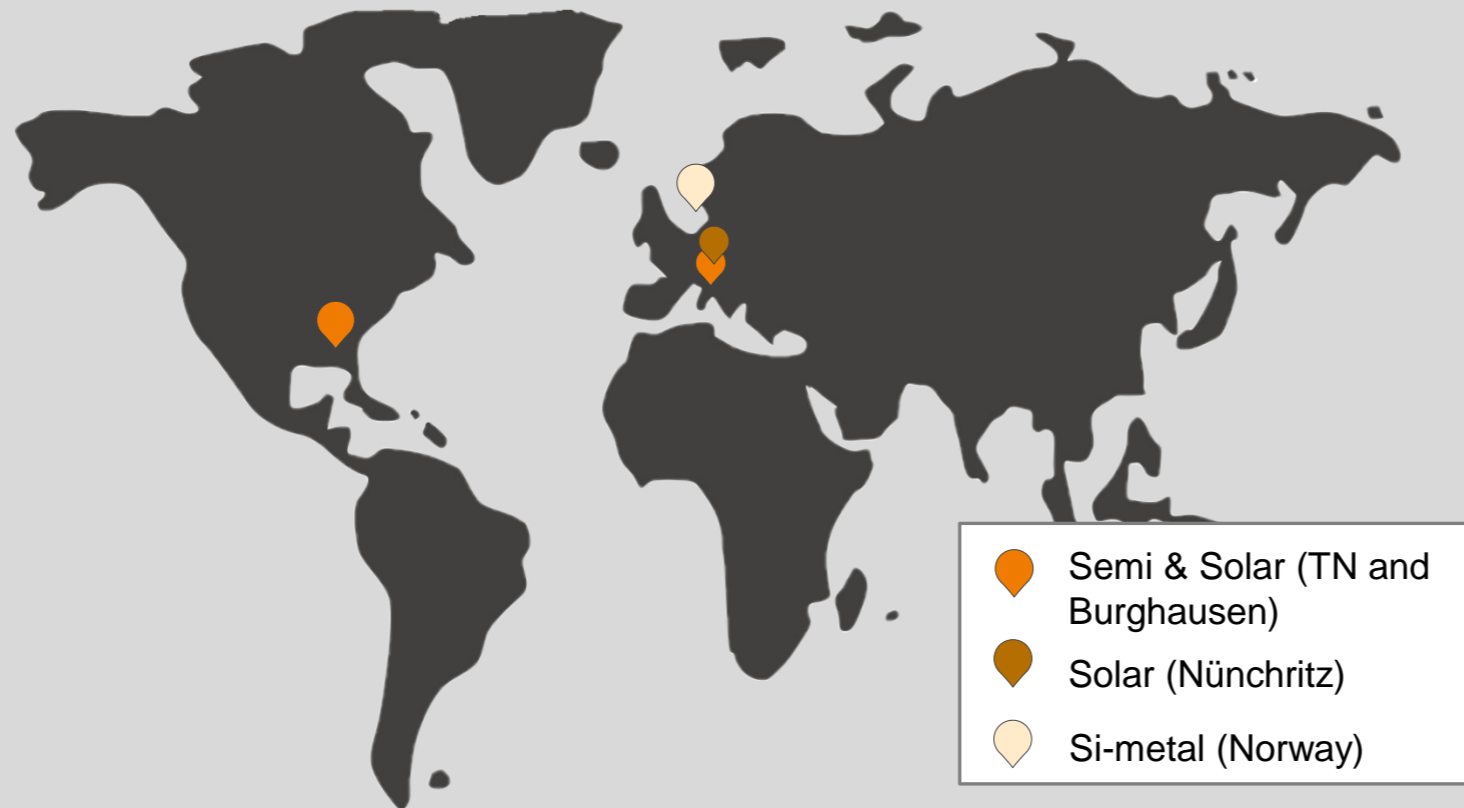 Semi & Solar (TN and
Burghausen)
Solar (Nünchritz)
Si-metal (Norway)